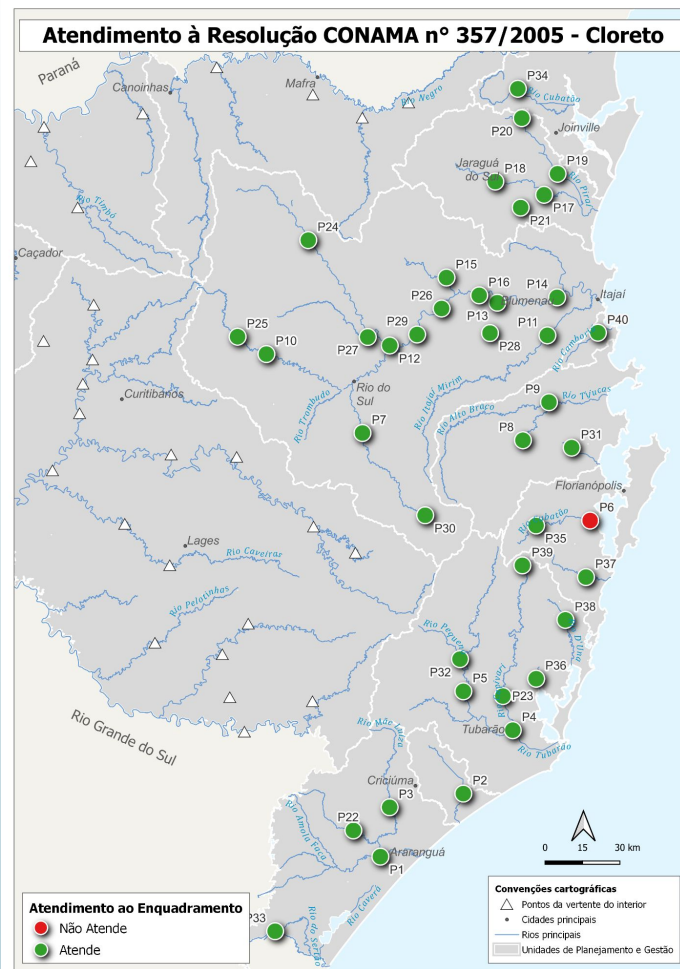 Atendimento à Resolução CONAMA n° 357/2005 - Cloreto
Paraná
Canoinhas
Mafra
Rio Negro
P34
Rio Cubatão
P20
Joinville
Jaraguá
do Sul
P18
P19
Rio Piraí
P17
P21
Rio Timbó
Caçador
P24
P15
P16
P14
Itajaí
P26
Blumenau
P13
P11
P40
P25
P10
P29
P27
P12
P28
Rio Camboriú
Curitibanos
Rio do
Sul
Rio Trombudo
Rio Itajaí Mirim
Rio Alto Braço
P9
Rio Tijucas
P7
P8
P31
Florianópolis
P6
P30
Rio Cubatão
P35
Lages
Rio Caveiras
P39
P37
Rio Pelotinhas
P38
Rio D'Una
Rio Pequeno
P32
P36
P5
P23
P4
Rio Grande do Sul
Rio Mãe Luzia
Tubarão
Rio Tubarão
Criciúma
P2
P3
P22
Rio Amola Faca
Araranguá
P1
0 15 30 km
Rio Caverá
P33
Rio do Sertão
Atendimento ao Enquadramento
Não Atende
Atende
Convenções cartográficas
Pontos da vertente do interior
Cidades principais
Rios principais
Unidades de Planejamento e Gestão